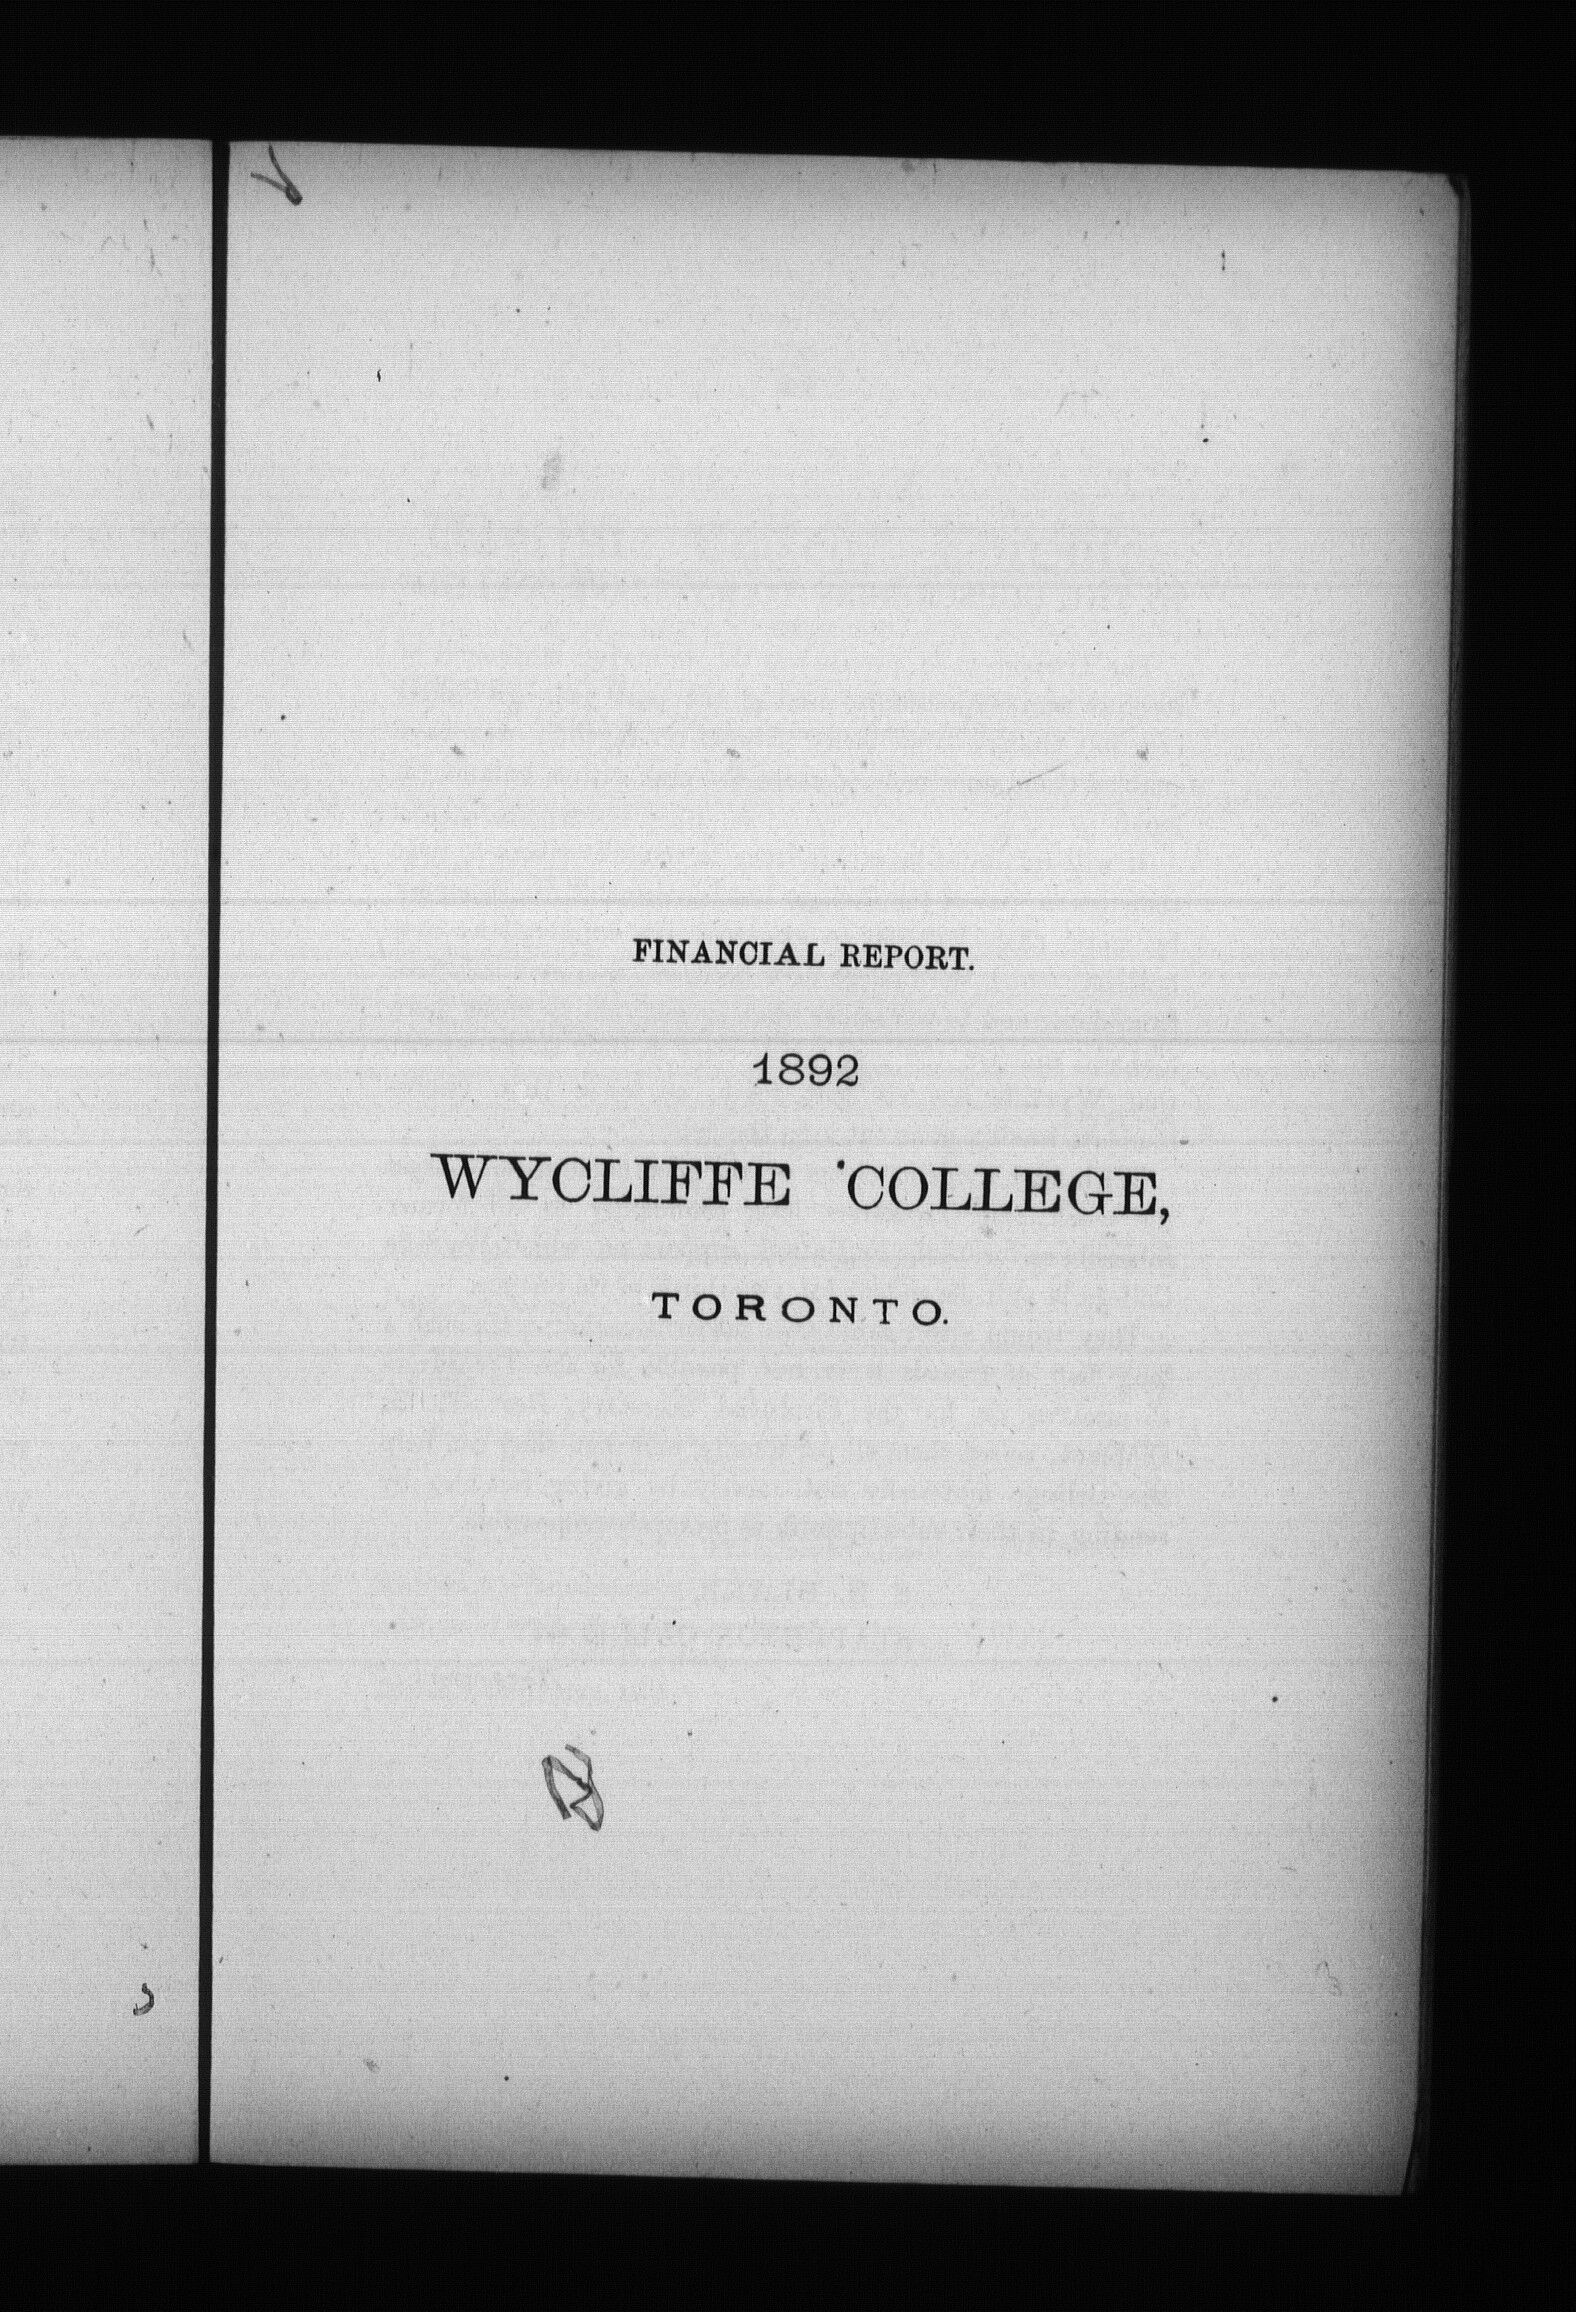 FINANCIAL REPORT.
1892
WYCLIFFE COLLEGE,
TORONTO.